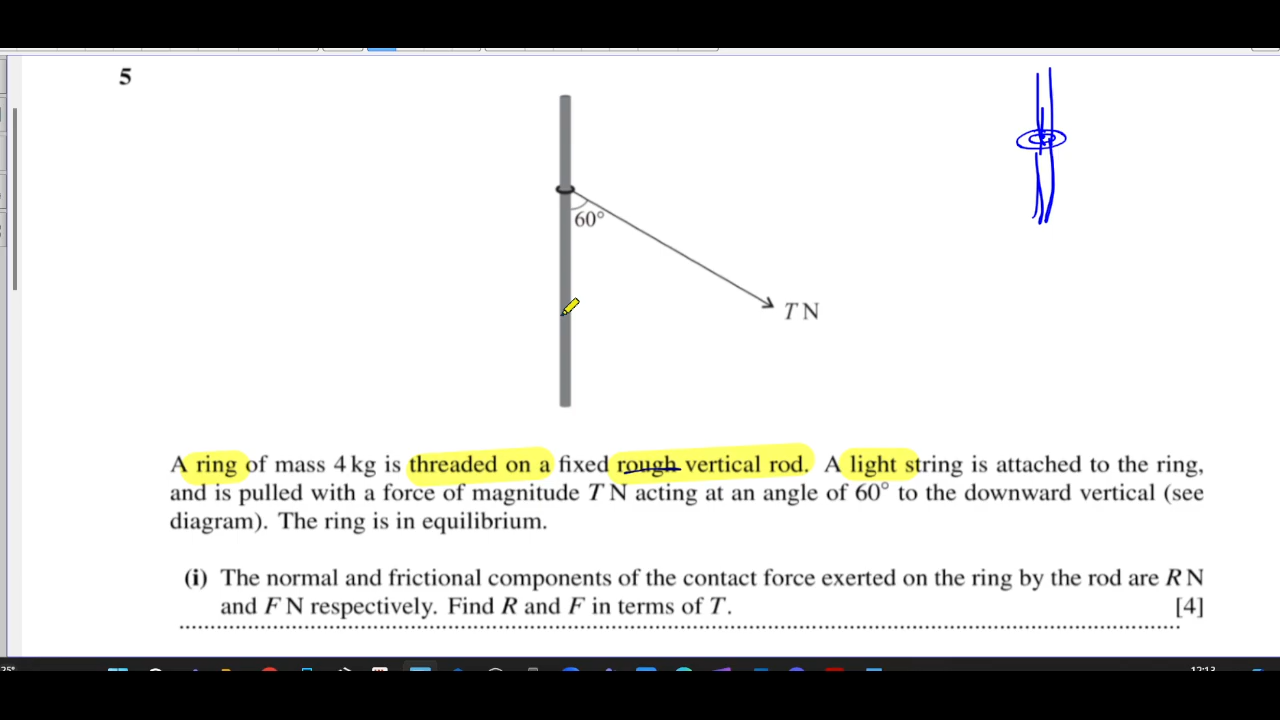 5
60°
T N
A ring of mass 4 kg is threaded on a fixed rough vertical rod. A light string is attached to the ring,
and is pulled with a force of magnitude T N acting at an angle of 60° to the downward vertical (see
diagram). The ring is in equilibrium.
(i) The normal and frictional components of the contact force exerted on the ring by the rod are R N
and F N respectively. Find R and F in terms of T. [4]
12:13